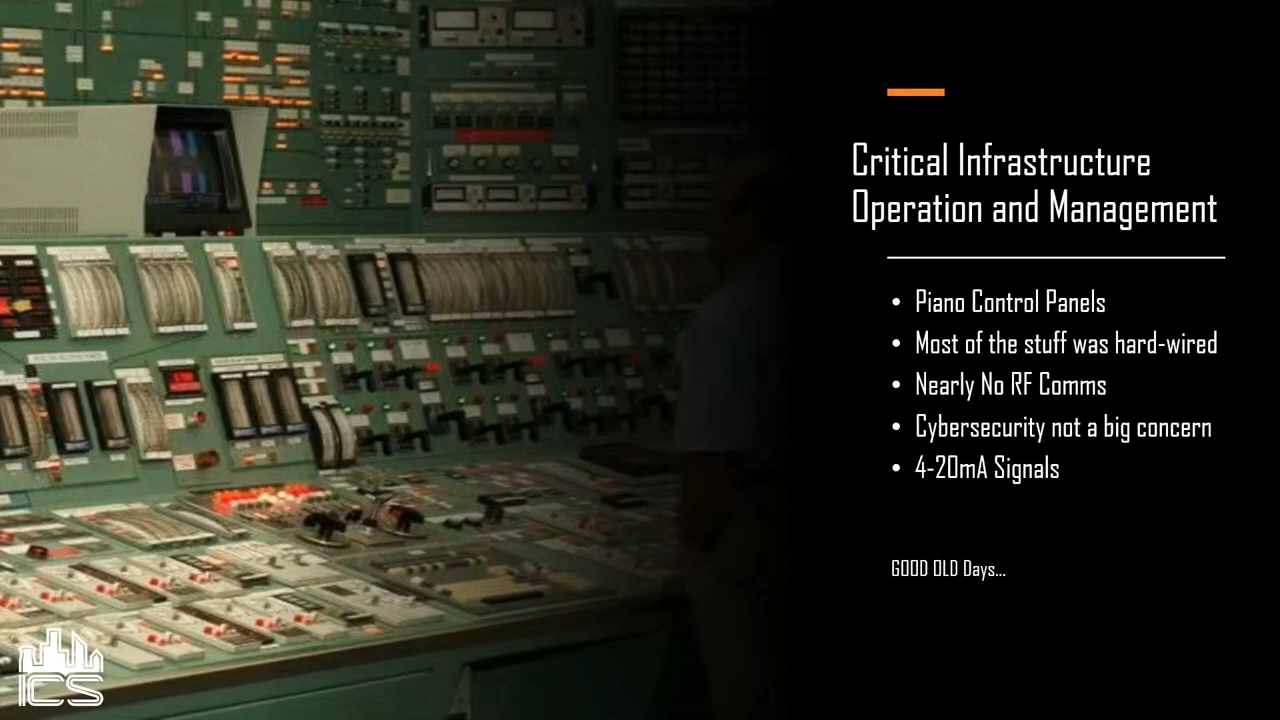 Critical Infrastructure
Operation and Management
• Piano Control Panels
• Most of the stuff was hard-wired
• Nearly No RF Comms
• Cybersecurity not a big concern
• 4-20mA Signals
GOOD OLD Days...
ICS